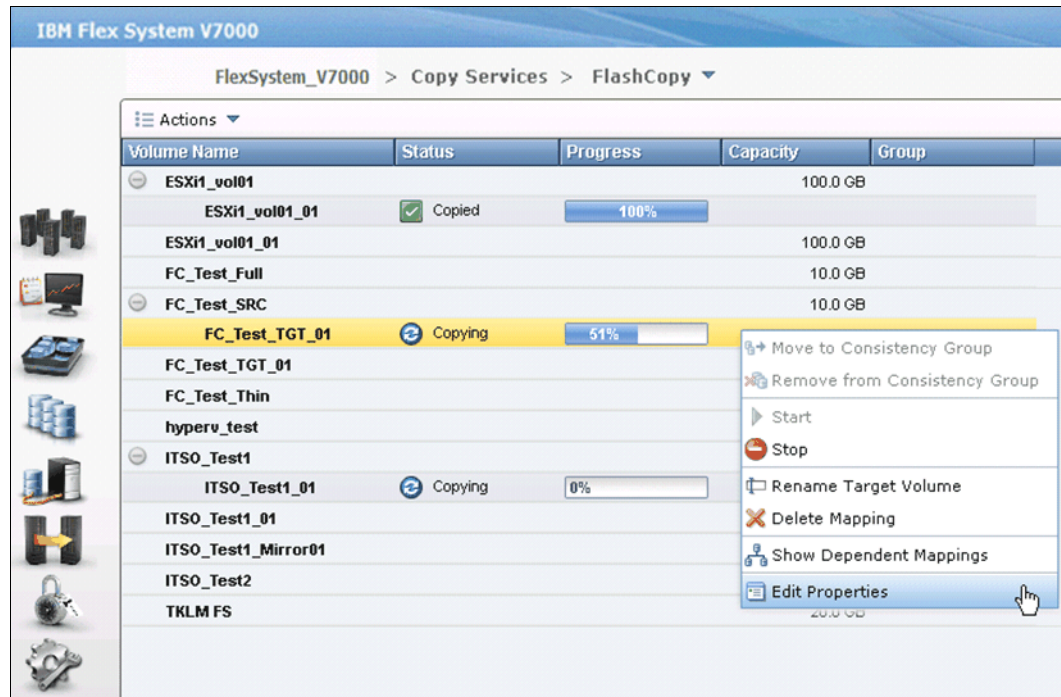 IBM Flex System V7000
FlexSystem_V7000 > Copy Services > FlashCopy
Actions
Volume Name Status Progress Capacity Group
ESXi1_vol01 100.0 GB
ESXi1_vol01_01 Copied 100%
ESXi1_vol01_01 100.0 GB
FC_Test_Full 10.0 GB
FC_Test_SRC 10.0 GB
FC_Test_TGT_01 Copying 51%
Move to Consistency Group
FC_Test_TGT_01
Remove from Consistency Group
FC_Test_Thin
Start
hyperv_test
Stop
ITSO_Test1
ITSO_Test1_01 Copying 0%
Rename Target Volume
ITSO_Test1_01
Delete Mapping
ITSO_Test1_Mirror01
Show Dependent Mappings
ITSO_Test2
Edit Properties
TKLM FS 20.0 GB